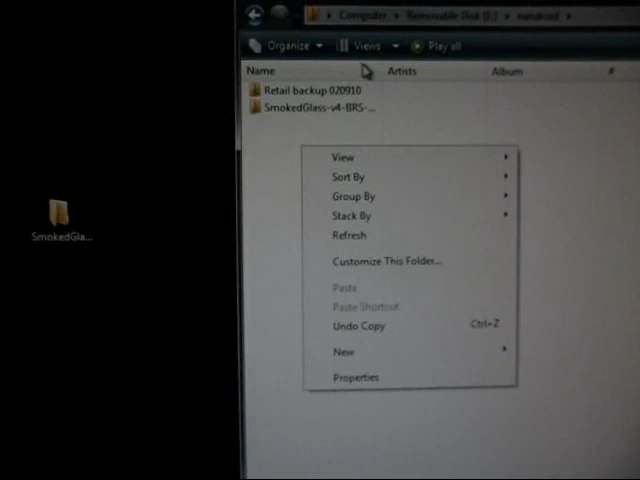 Computer Removable Disk [E:] nandroid
Organize Views Play all
Name Artists Album #
Retail backup 020910
SmokedGlass-v4-BRS-...
View
Sort By
Group By
Stack By
Refresh
Customize This Folder...
Paste
Paste Shortcut
Undo Copy Ctrl+Z
New
Properties
SmokedGla...